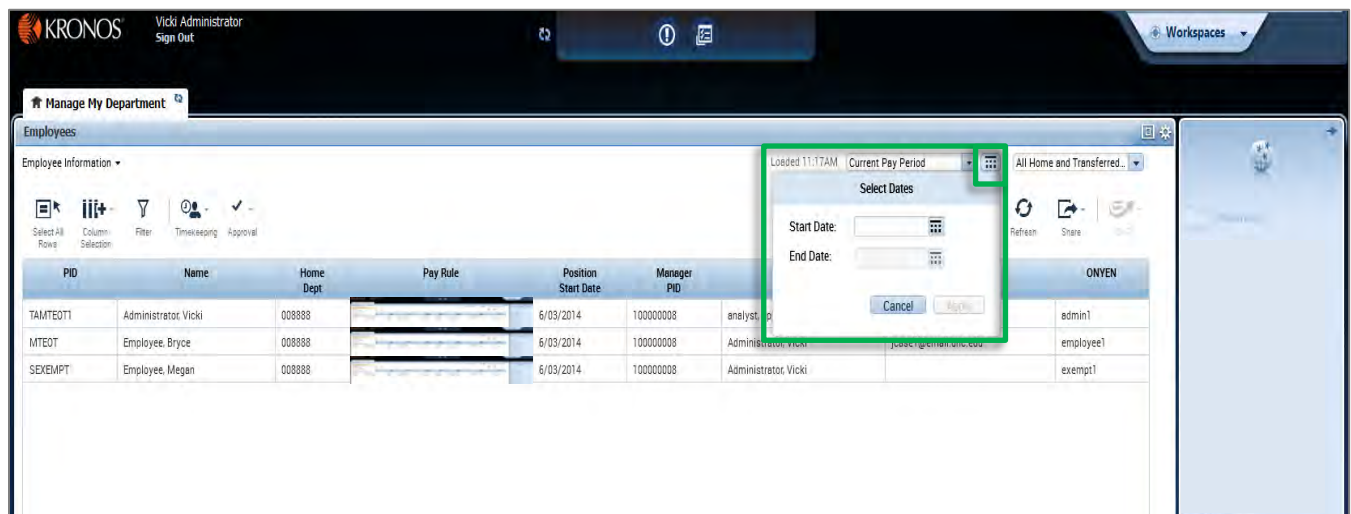 KRONOS
Vicki Administrator
Sign Out
Workspaces
Manage My Department
Employees
Employee Information
Loaded 11:17AM Current Pay Period All Home and Transferred...
Select Dates
Start Date:
End Date:
Cancel Apply
Select All Rows
Column Selection
Filter
Timekeeping
Approval
Refresh
Share
PID Name Home Dept Pay Rule Position Start Date Manager PID ONYEN
TAMTEOT1 Administrator, Vicki 008888 6/03/2014 100000008 analyst, admin1
MTEOT Employee, Bryce 008888 6/03/2014 100000008 Administrator, Vicki employee1
SEXEMPT Employee, Megan 008888 6/03/2014 100000008 Administrator, Vicki exempt1